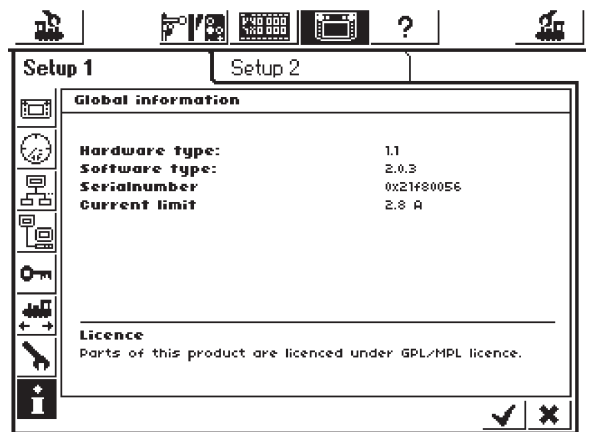 ?
Setup 1
Setup 2
Global information
Hardware type: 1.1
Software type: 2.0.3
Serialnumber 0x21f80056
Current limit 2.8 A
Licence
Parts of this product are licenced under GPL/MPL licence.